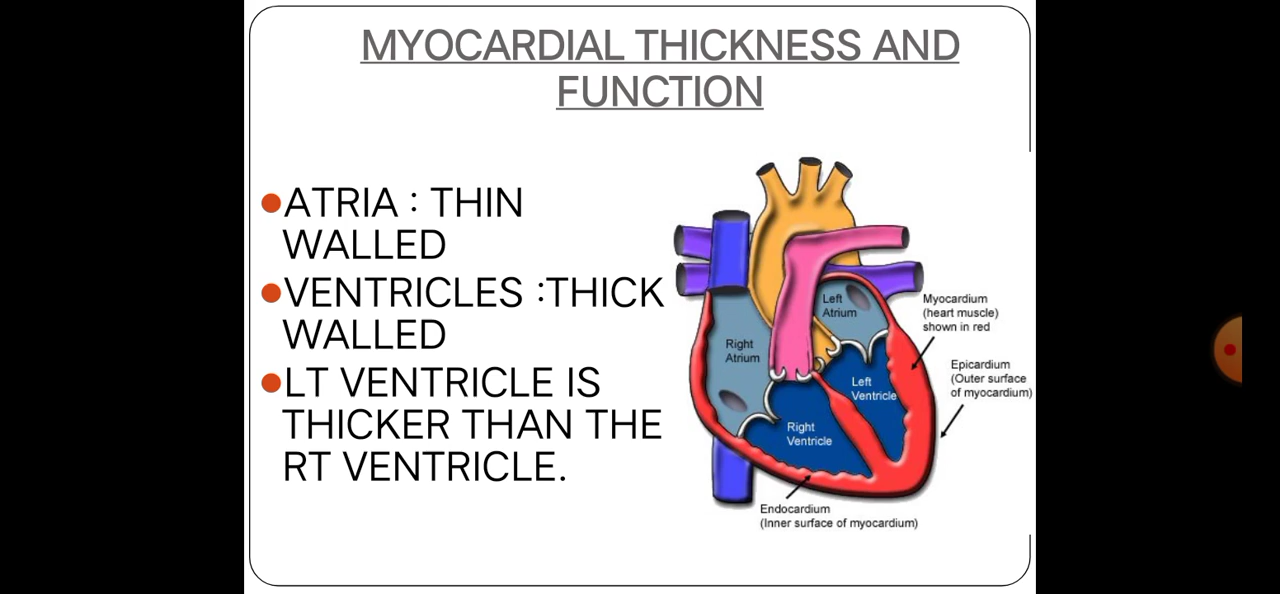 MYOCARDIAL THICKNESS AND
FUNCTION
ATRIA : THIN
WALLED
VENTRICLES :THICK
WALLED
LT VENTRICLE IS
THICKER THAN THE
RT VENTRICLE.
Left
Atrium
Right
Atrium
Left
Ventricle
Right
Ventricle
Myocardium
(heart muscle)
shown in red
Epicardium
(Outer surface
of myocardium)
Endocardium
(Inner surface of myocardium)